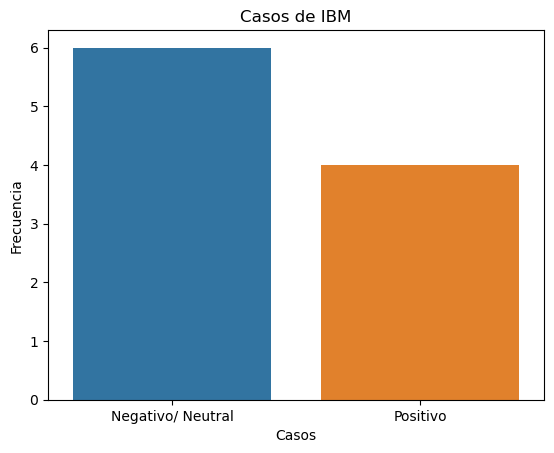 Casos de IBM
Frecuencia
6
5
4
3
2
1
0
Negativo/ Neutral
Positivo
Casos